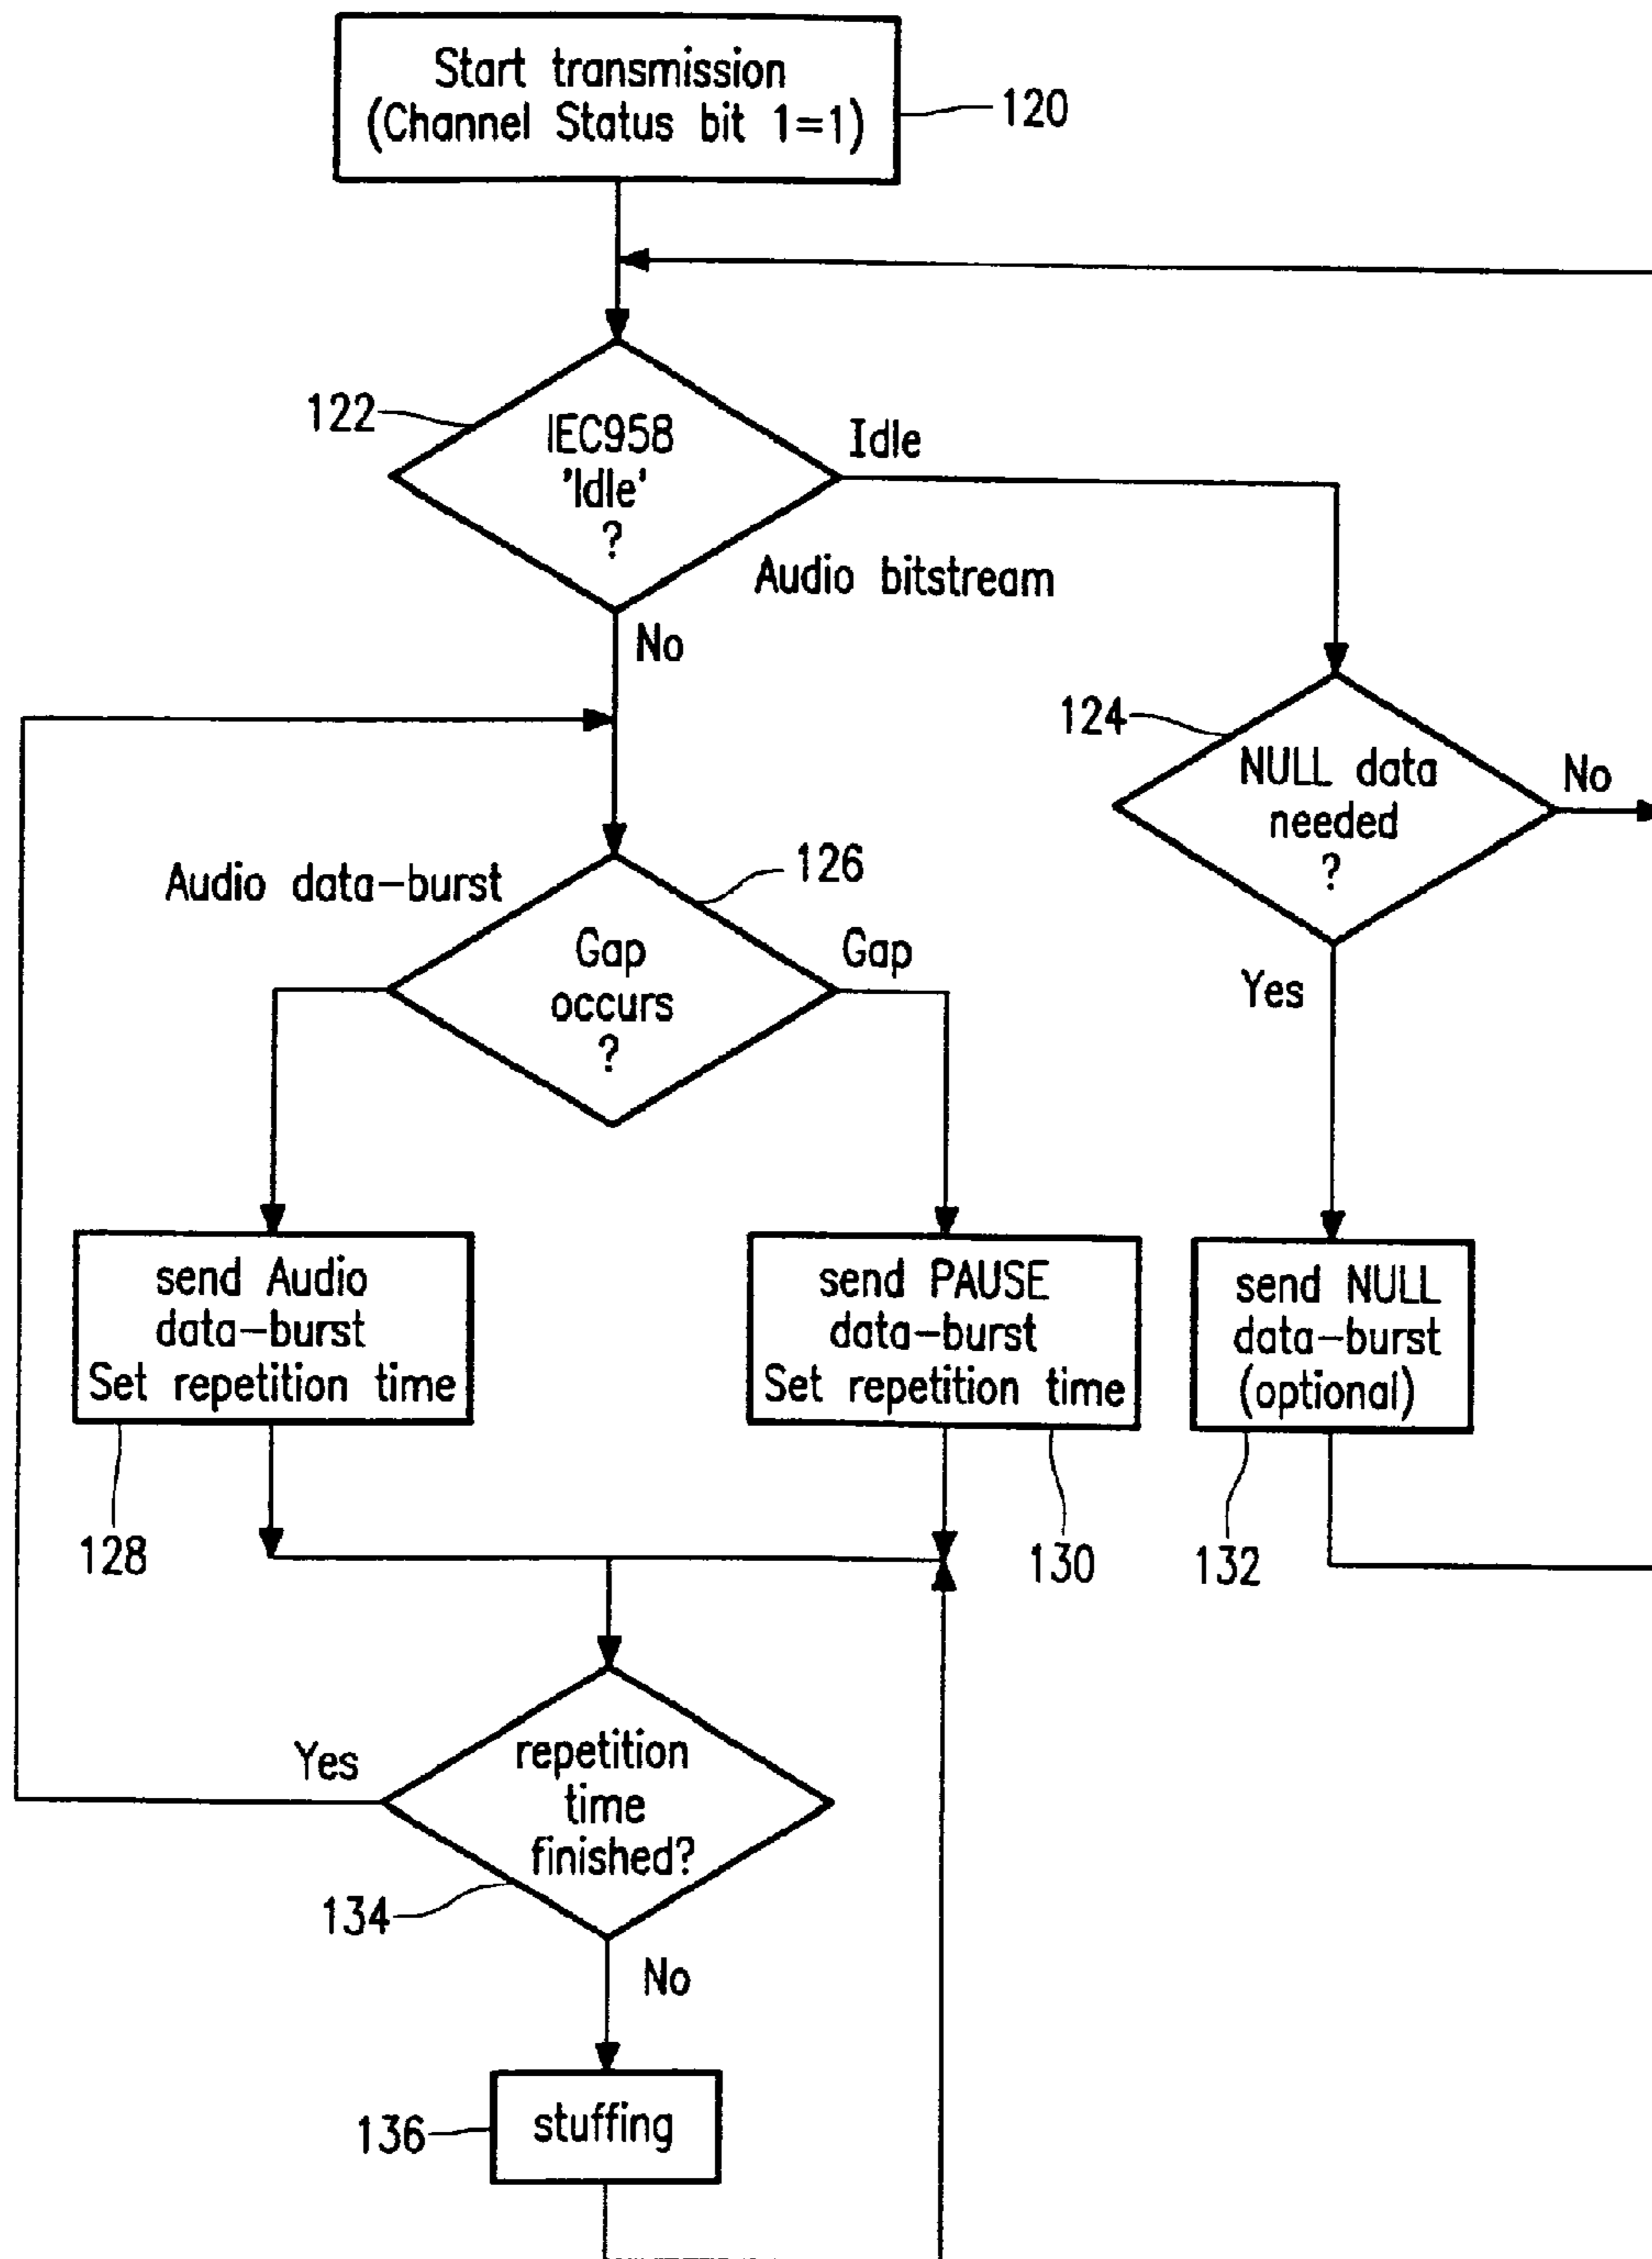 Start transmission
(Channel Status bit 1=1)
120
122
IEC958
'Idle'
?
Idle
Audio bitstream
No
124
NULL data
needed
?
No
Yes
Audio data-burst
126
Gap
occurs
?
Gap
send Audio
data-burst
Set repetition time
send PAUSE
data-burst
Set repetition time
send NULL
data-burst
(optional)
128
130
132
Yes
repetition
time
finished?
134
No
136
stuffing